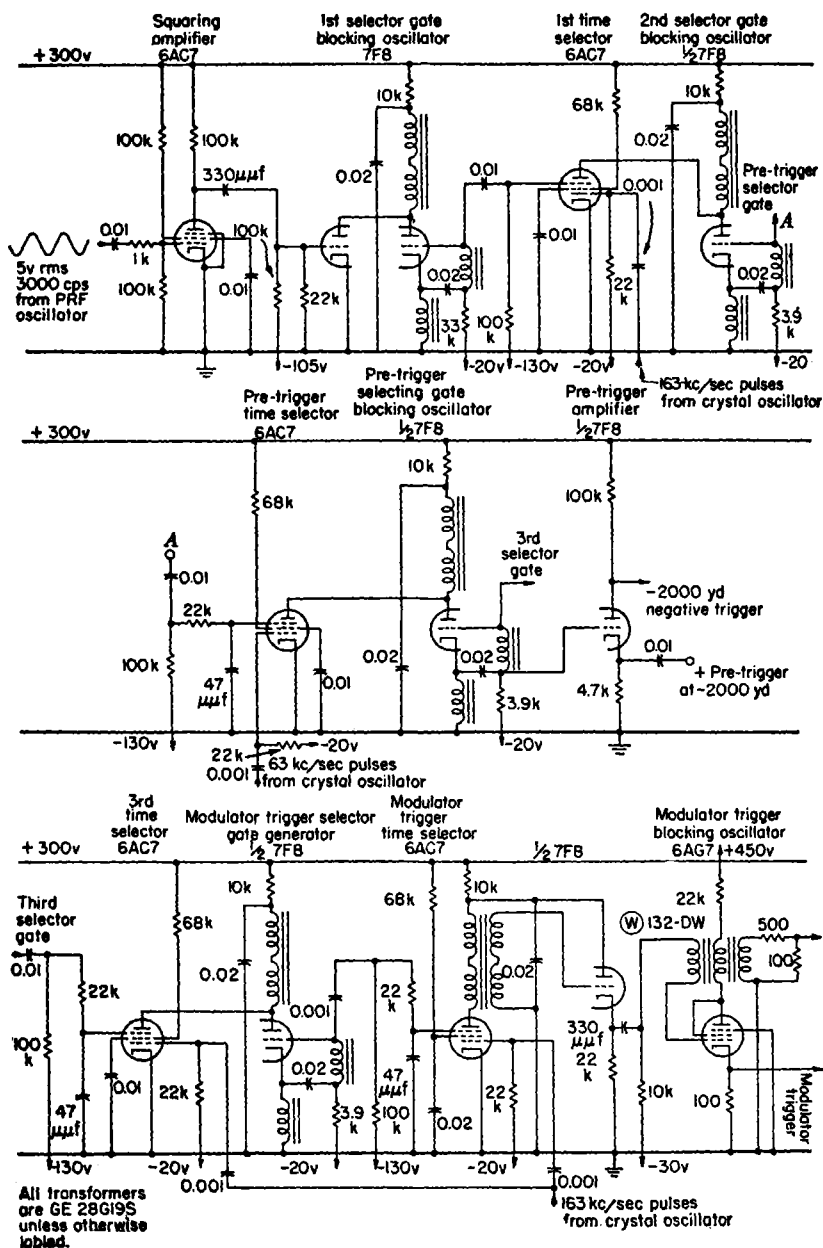 Squaring
amplifier
6AC7
1st selector gate
blocking oscillator
7F8
1st time
selector
6AC7
2nd selector gate
blocking oscillator
½7F8
+300v
10k
68k
10k
100k
100k
330μμf
0.02
0.01
0.001
0.02
Pre-trigger
selector
gate
A
0.01
1k
100k
5v rms
3000 cps
from PRF
oscillator
100k
0.01
22k
0.02
33
k
100
k
0.01
22
k
0.02
3.9
k
-105v
-20v
-130v
-20v
-20
163 kc/sec pulses
from crystal oscillator
Pre-trigger
time selector
6AC7
Pre-trigger
selecting gate
blocking oscillator
½7F8
Pre-trigger
amplifier
½7F8
+300v
10k
68k
100k
A
0.01
3rd
selector
gate
-2000 yd
negative trigger
22k
100k
47
μμf
0.01
0.02
0.02
3.9k
0.01
4.7k
+ Pre-trigger
at-2000 yd
-130v
22k
-20v
-20v
0.001
63 kc/sec pulses
from crystal oscillator
3rd
time
selector
6AC7
Modulator trigger selector
gate generator
½ 7F8
Modulator
trigger
time selector
6AC7
½7F8
Modulator trigger
blocking oscillator
6AG7
+450v
+300v
10k
68k
10k
22k
Third
selector
gate
0.01
68k
W 132-DW
500
100
22k
0.02
0.001
22
k
0.02
100
k
47
μμf
0.01
22k
0.02
3.9
k
47
μμf
100
k
0.02
22
k
330
μμf
22
k
10k
100
Modulator
trigger
-130v
-20v
0.001
-20v
-130v
-20v
0.001
-30v
All transformers
are GE 28G19S
unless otherwise
labled.
163 kc/sec pulses
from crystal oscillator